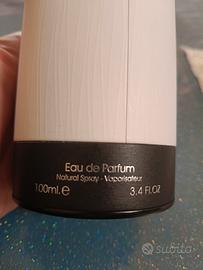 Eau de Parfum
Natural Spray - Vaporisateur
100ml. e 3.4 FL.OZ
subito